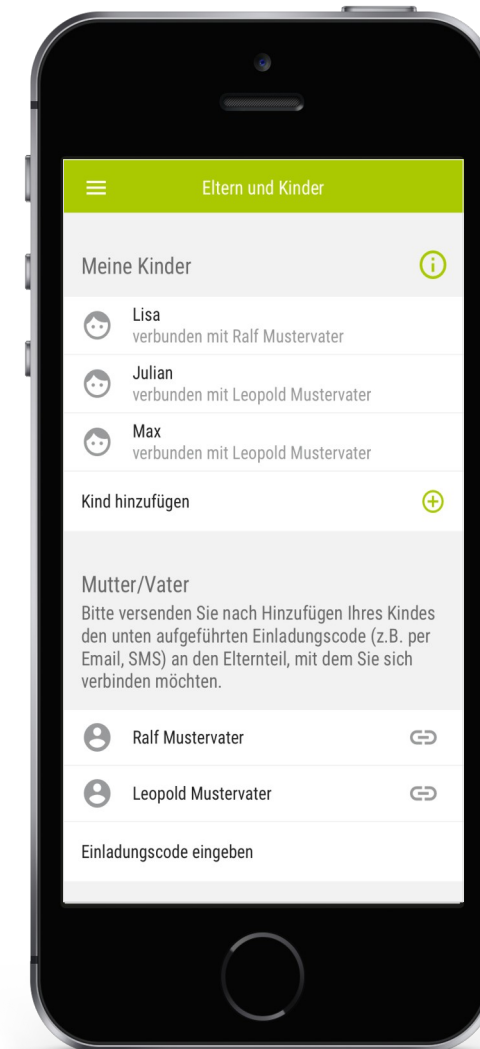 Eltern und Kinder
Meine Kinder
Lisa
verbunden mit Ralf Mustervater
Julian
verbunden mit Leopold Mustervater
Max
verbunden mit Leopold Mustervater
Kind hinzufügen
Mutter/Vater
Bitte versenden Sie nach Hinzufügen Ihres Kindes
den unten aufgeführten Einladungscode (z.B. per
Email, SMS) an den Elternteil, mit dem Sie sich
verbinden möchten.
Ralf Mustervater
Leopold Mustervater
Einladungscode eingeben